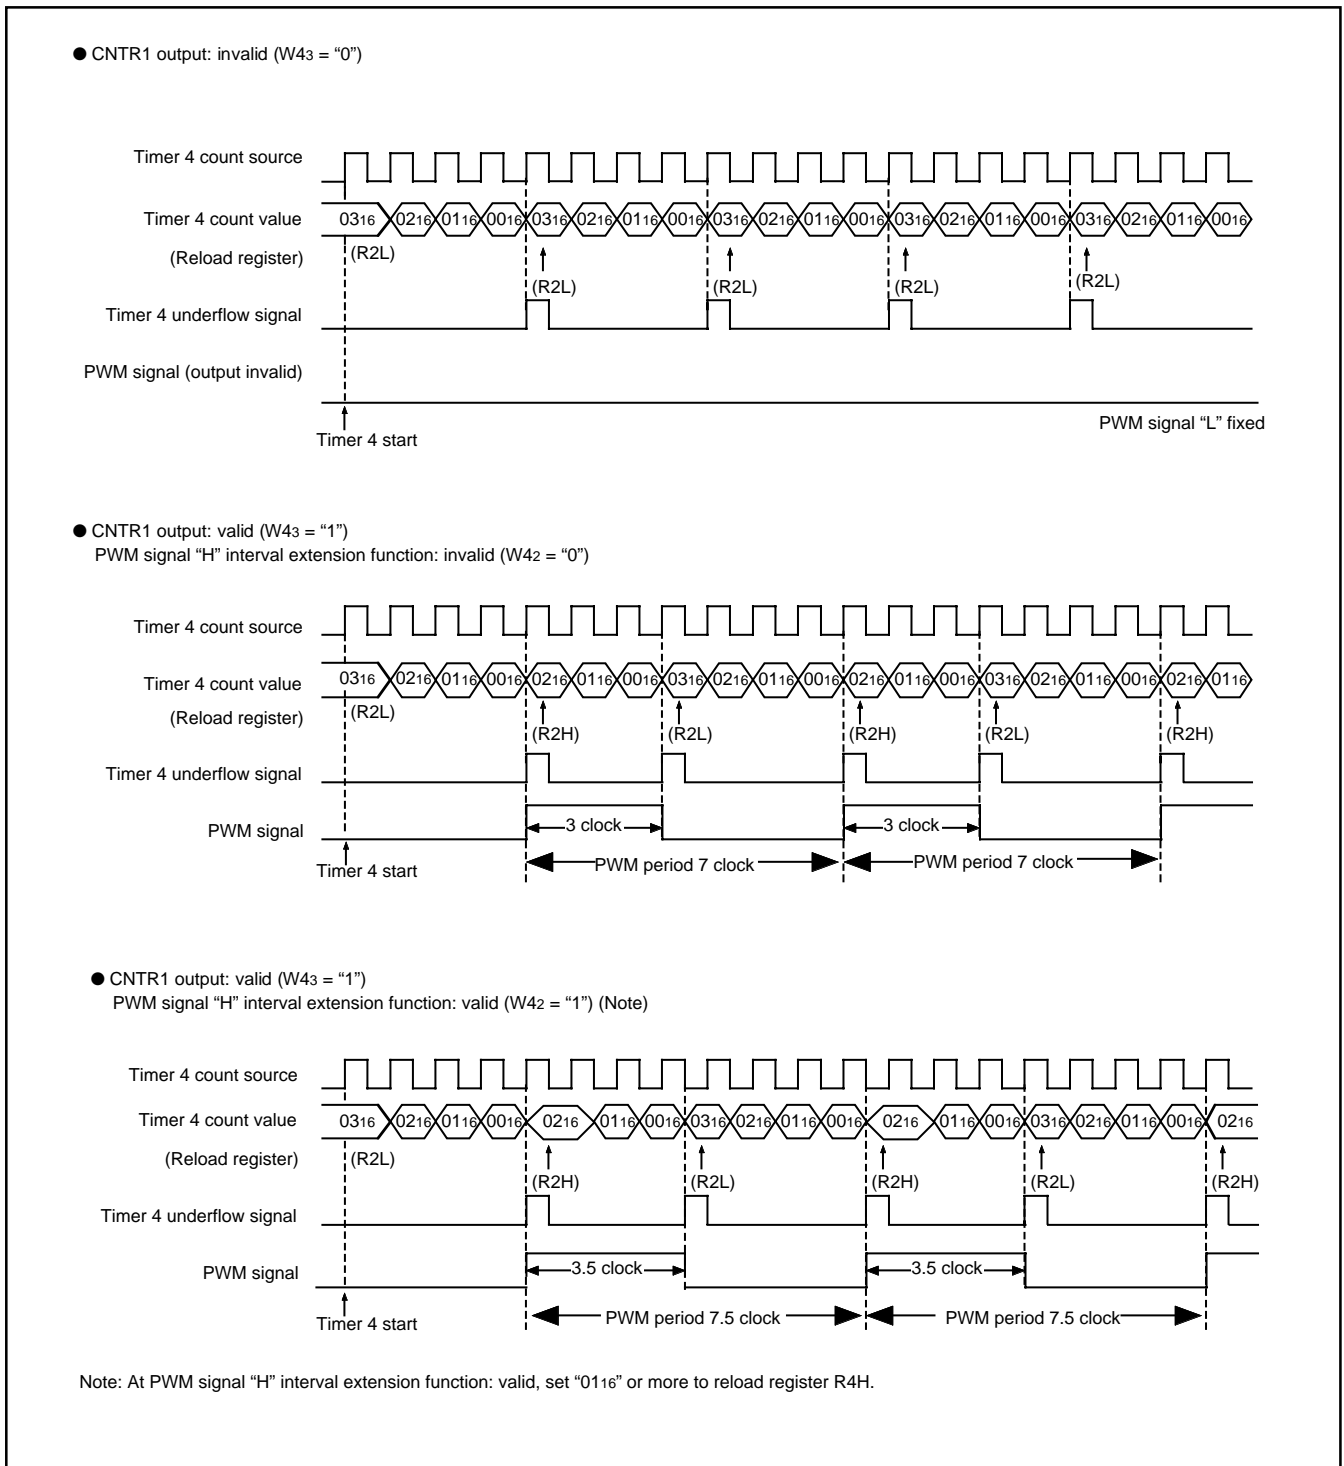 ● CNTR1 output: invalid (W43 = “0”)
Timer 4 count source
Timer 4 count value
0316 0216 0116 0016 0316 0216 0116 0016 0316 0216 0116 0016 0316 0216 0116 0016 0316 0216 0116 0016
(Reload register)
(R2L)
(R2L) (R2L) (R2L) (R2L)
Timer 4 underflow signal
PWM signal (output invalid)
PWM signal “L” fixed
Timer 4 start
● CNTR1 output: valid (W43 = “1”)
PWM signal “H” interval extension function: invalid (W42 = “0”)
Timer 4 count source
Timer 4 count value
0316 0216 0116 0016 0216 0116 0016 0316 0216 0116 0016 0216 0116 0016 0316 0216 0116 0016 0216 0116
(Reload register)
(R2L)
(R2H) (R2L) (R2H) (R2L) (R2H)
Timer 4 underflow signal
PWM signal
3 clock 3 clock
PWM period 7 clock PWM period 7 clock
Timer 4 start
● CNTR1 output: valid (W43 = “1”)
PWM signal “H” interval extension function: valid (W42 = “1”) (Note)
Timer 4 count source
Timer 4 count value
0316 0216 0116 0016 0216 0116 0016 0316 0216 0116 0016 0216 0116 0016 0316 0216 0116 0016 0216
(Reload register)
(R2L)
(R2H) (R2L) (R2H) (R2L) (R2H)
Timer 4 underflow signal
PWM signal
3.5 clock 3.5 clock
Timer 4 start
PWM period 7.5 clock PWM period 7.5 clock
Note: At PWM signal “H” interval extension function: valid, set “0116” or more to reload register R4H.